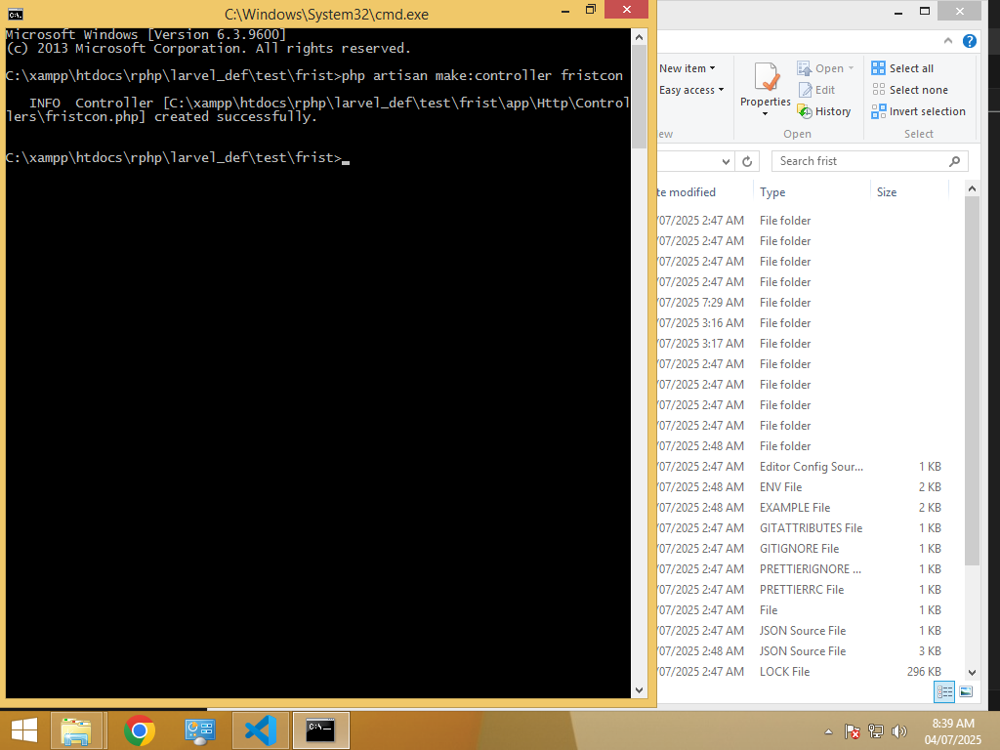 C:\Windows\System32\cmd.exe
Microsoft Windows [Version 6.3.9600]
(c) 2013 Microsoft Corporation. All rights reserved.
C:\xampp\htdocs\rphp\larvel_def\test\frist>php artisan make:controller fristcon
INFO  Controller [C:\xampp\htdocs\rphp\larvel_def\test\frist\app\Http\Control
lers\fristcon.php] created successfully.
C:\xampp\htdocs\rphp\larvel_def\test\frist>
New item
Easy access
Properties
Open
Edit
History
Open
Select all
Select none
Invert selection
Select
Search frist
Type
Size
/07/2025 2:47 AM File folder
/07/2025 2:47 AM File folder
/07/2025 2:47 AM File folder
/07/2025 2:47 AM File folder
/07/2025 7:29 AM File folder
/07/2025 3:16 AM File folder
/07/2025 3:17 AM File folder
/07/2025 2:47 AM File folder
/07/2025 2:47 AM File folder
/07/2025 2:47 AM File folder
/07/2025 2:47 AM File folder
/07/2025 2:48 AM File folder
/07/2025 2:47 AM Editor Config Sour... 1 KB
/07/2025 2:48 AM ENV File 2 KB
/07/2025 2:48 AM EXAMPLE File 2 KB
/07/2025 2:47 AM GITATTRIBUTES File 1 KB
/07/2025 2:47 AM GITIGNORE File 1 KB
/07/2025 2:47 AM PRETTIERIGNORE ... 1 KB
/07/2025 2:47 AM PRETTIERRC File 1 KB
/07/2025 2:47 AM File 1 KB
/07/2025 2:47 AM JSON Source File 1 KB
/07/2025 2:48 AM JSON Source File 3 KB
/07/2025 2:47 AM LOCK File 296 KB
8:39 AM
04/07/2025